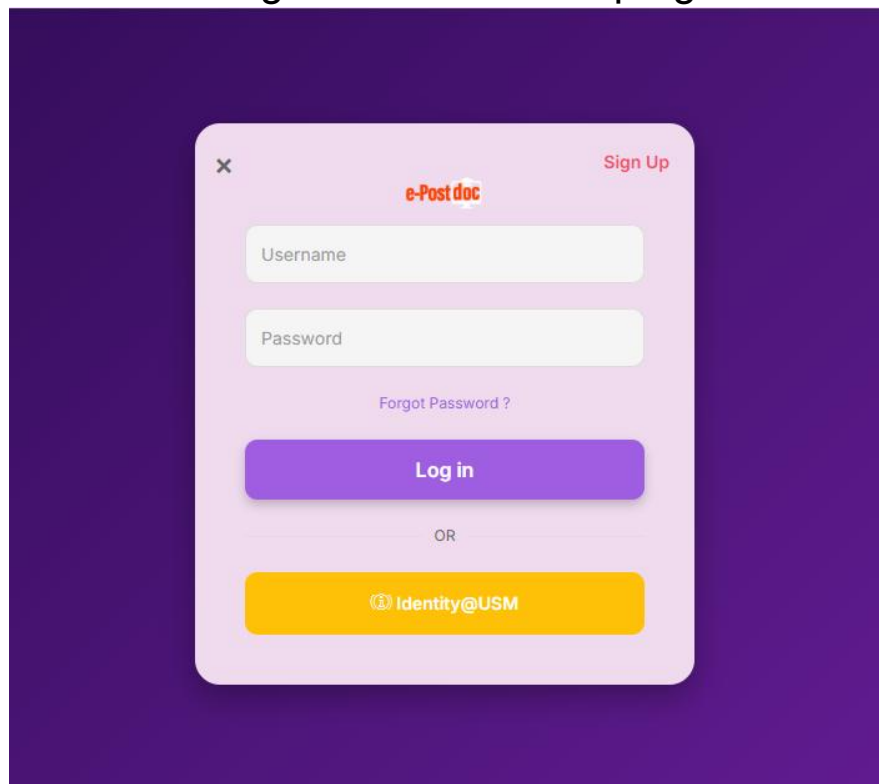 ×
Sign Up
e-Post doc
Username
Password
Forgot Password ?
Log in
OR
Identity@USM